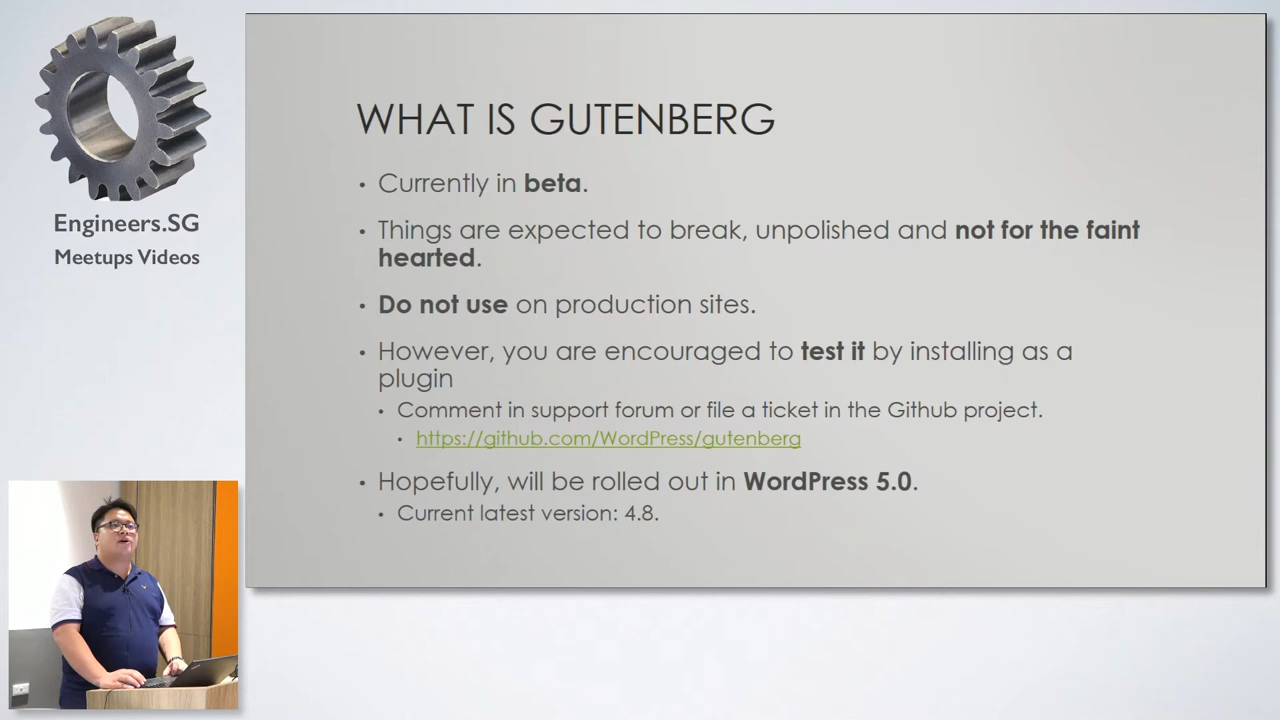 Engineers.SG
Meetups Videos
WHAT IS GUTENBERG
• Currently in beta.
• Things are expected to break, unpolished and not for the faint
hearted.
• Do not use on production sites.
• However, you are encouraged to test it by installing as a
plugin
• Comment in support forum or file a ticket in the Github project.
• https://github.com/WordPress/gutenberg
• Hopefully, will be rolled out in WordPress 5.0.
• Current latest version: 4.8.